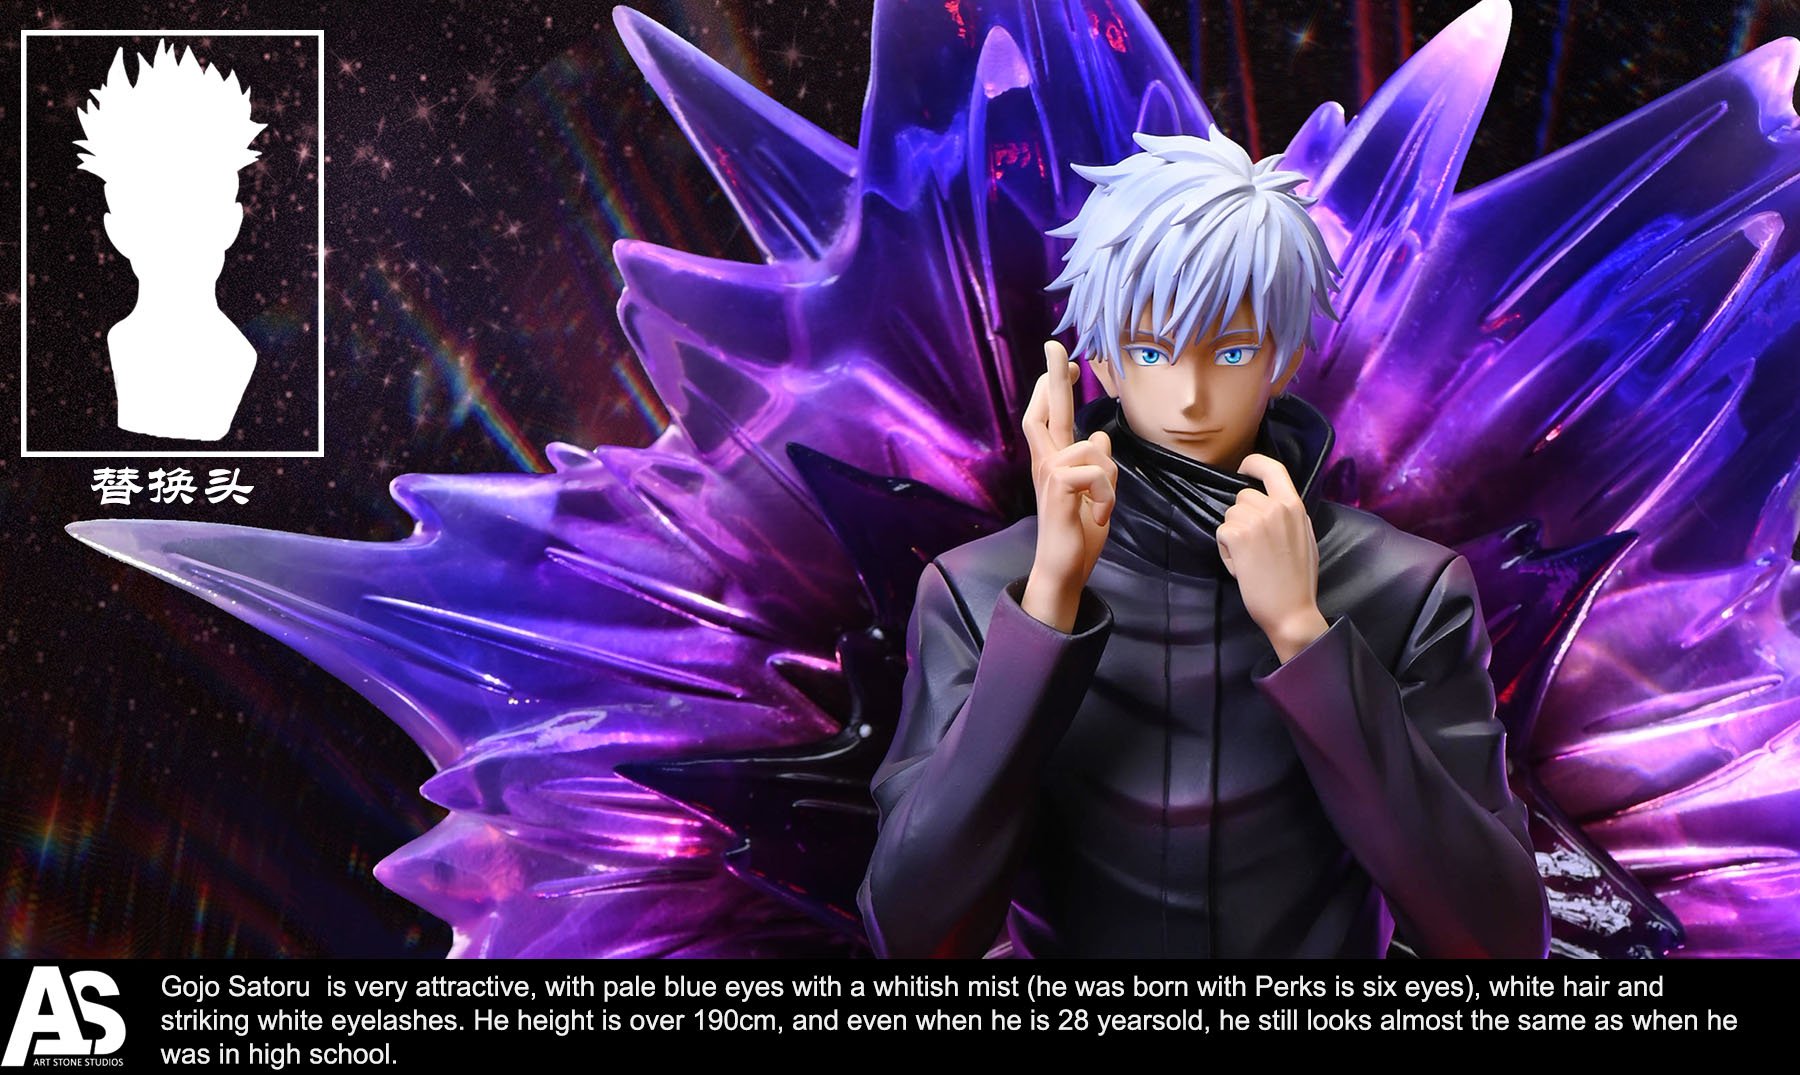 替换头
Gojo Satoru  is very attractive, with pale blue eyes with a whitish mist (he was born with Perks is six eyes), white hair and
striking white eyelashes. He height is over 190cm, and even when he is 28 yearsold, he still looks almost the same as when he
was in high school.
AS
ART STONE STUDIOS